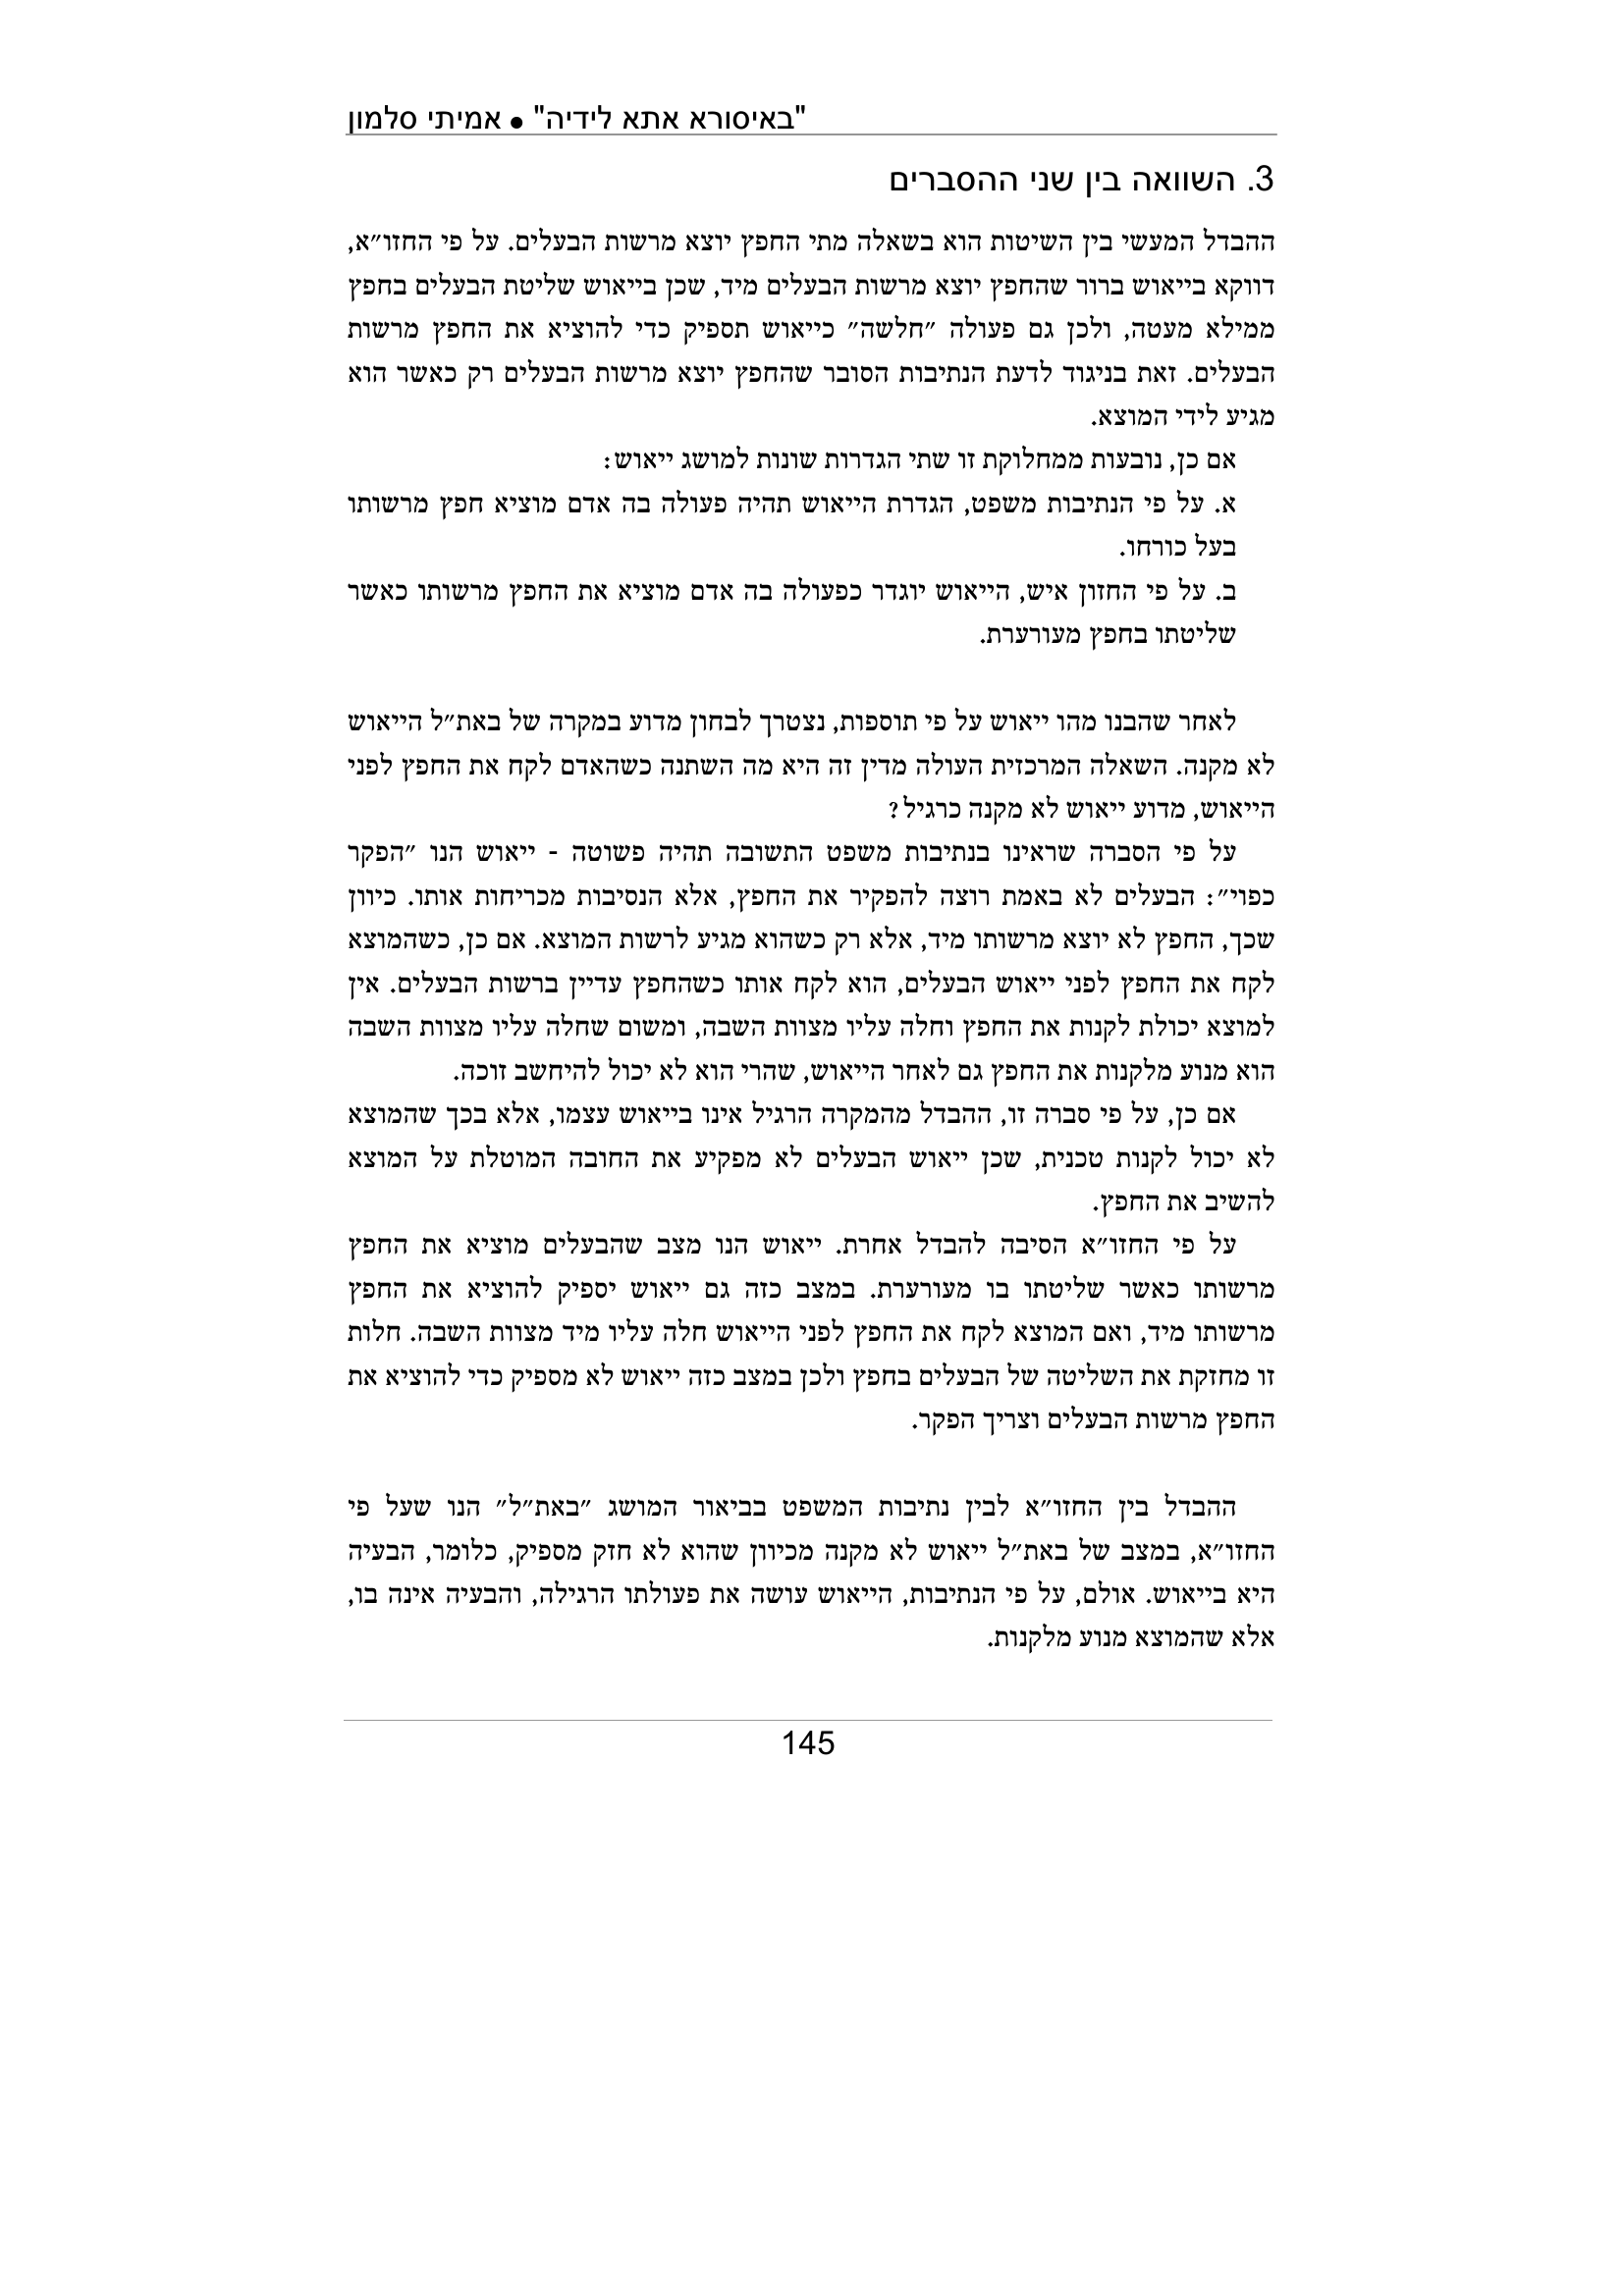 "באיסורא אתא לידיה" ● אמיתי סלמון
3. השוואה בין שני ההסברים
ההבדל המעשי בין השיטות הוא בשאלה מתי החפץ יוצא מרשות הבעלים. על פי החזו״א,
דווקא בייאוש ברור שהחפץ יוצא מרשות הבעלים מיד, שכן בייאוש שליטת הבעלים בחפץ
ממילא מעטה, ולכן גם פעולה ״חלשה״ כייאוש תספיק כדי להוציא את החפץ מרשות
הבעלים. זאת בניגוד לדעת הנתיבות הסובר שהחפץ יוצא מרשות הבעלים רק כאשר הוא
מגיע לידי המוצא.
אם כן, נובעות ממחלוקת זו שתי הגדרות שונות למושג ייאוש:
א. על פי הנתיבות משפט, הגדרת הייאוש תהיה פעולה בה אדם מוציא חפץ מרשותו
בעל כורחו.
ב. על פי החזון איש, הייאוש יוגדר כפעולה בה אדם מוציא את החפץ מרשותו כאשר
שליטתו בחפץ מעורערת.
לאחר שהבנו מהו ייאוש על פי תוספות, נצטרך לבחון מדוע במקרה של באת״ל הייאוש
לא מקנה. השאלה המרכזית העולה מדין זה היא מה השתנה כשהאדם לקח את החפץ לפני
הייאוש, מדוע ייאוש לא מקנה כרגיל?
על פי הסברה שראינו בנתיבות משפט התשובה תהיה פשוטה - ייאוש הנו ״הפקר
כפוי״: הבעלים לא באמת רוצה להפקיר את החפץ, אלא הנסיבות מכריחות אותו. כיוון
שכך, החפץ לא יוצא מרשותו מיד, אלא רק כשהוא מגיע לרשות המוצא. אם כן, כשהמוצא
לקח את החפץ לפני ייאוש הבעלים, הוא לקח אותו כשהחפץ עדיין ברשות הבעלים. אין
למוצא יכולת לקנות את החפץ וחלה עליו מצוות השבה, ומשום שחלה עליו מצוות השבה
הוא מנוע מלקנות את החפץ גם לאחר הייאוש, שהרי הוא לא יכול להיחשב זוכה.
אם כן, על פי סברה זו, ההבדל מהמקרה הרגיל אינו בייאוש עצמו, אלא בכך שהמוצא
לא יכול לקנות טכנית, שכן ייאוש הבעלים לא מפקיע את החובה המוטלת על המוצא
להשיב את החפץ.
על פי החזו״א הסיבה להבדל אחרת. ייאוש הנו מצב שהבעלים מוציא את החפץ
מרשותו כאשר שליטתו בו מעורערת. במצב כזה גם ייאוש יספיק להוציא את החפץ
מרשותו מיד, ואם המוצא לקח את החפץ לפני הייאוש חלה עליו מיד מצוות השבה. חלות
זו מחזקת את השליטה של הבעלים בחפץ ולכן במצב כזה ייאוש לא מספיק כדי להוציא את
החפץ מרשות הבעלים וצריך הפקר.
ההבדל בין החזו״א לבין נתיבות המשפט בביאור המושג ״באת״ל״ הנו שעל פי
החזו״א, במצב של באת״ל ייאוש לא מקנה מכיוון שהוא לא חזק מספיק, כלומר, הבעיה
היא בייאוש. אולם, על פי הנתיבות, הייאוש עושה את פעולתו הרגילה, והבעיה אינה בו,
אלא שהמוצא מנוע מלקנות.
145